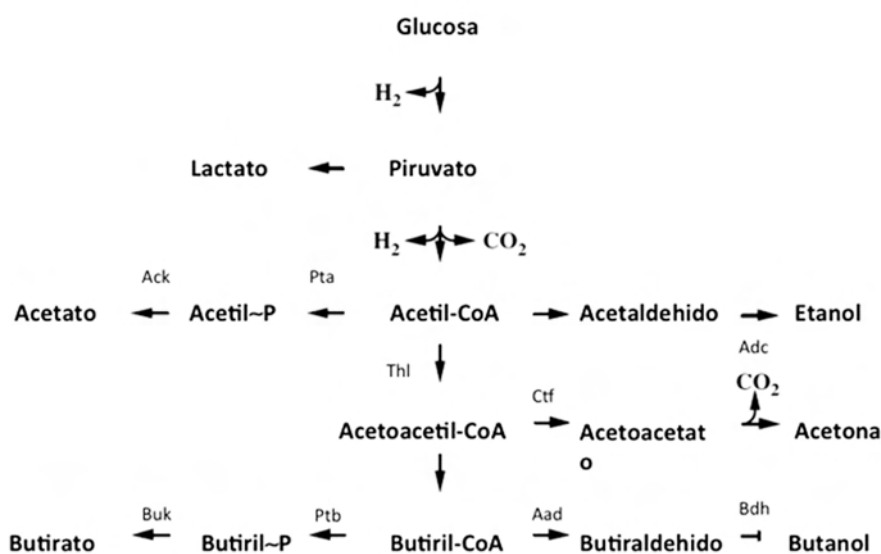 Glucosa
H₂
Lactato Piruvato
H₂ CO₂
Ack Pta
Acetato Acetil~P Acetil-CoA Acetaldehido Etanol
Thl Adc
Ctf CO₂
Acetoacetil-CoA Acetoacetat Acetona
o
Buk Ptb Aad Bdh
Butirato Butiril~P Butiril-CoA Butiraldehido Butanol